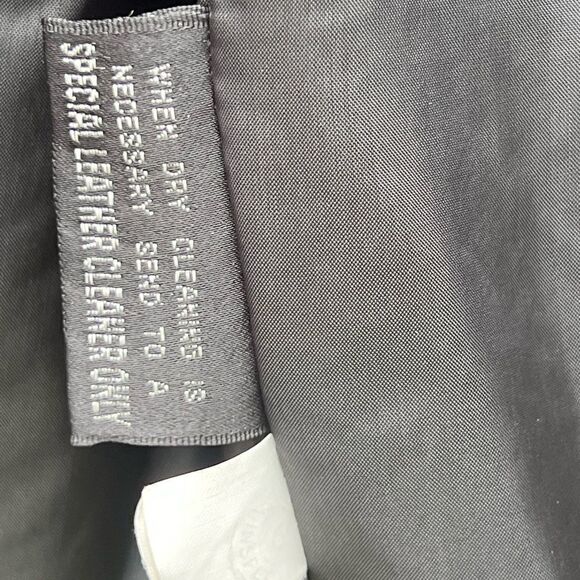 WHEN DRY CLEANING IS
NECESSARY SEND TO A
SPECIAL LEATHER CLEANER ONLY